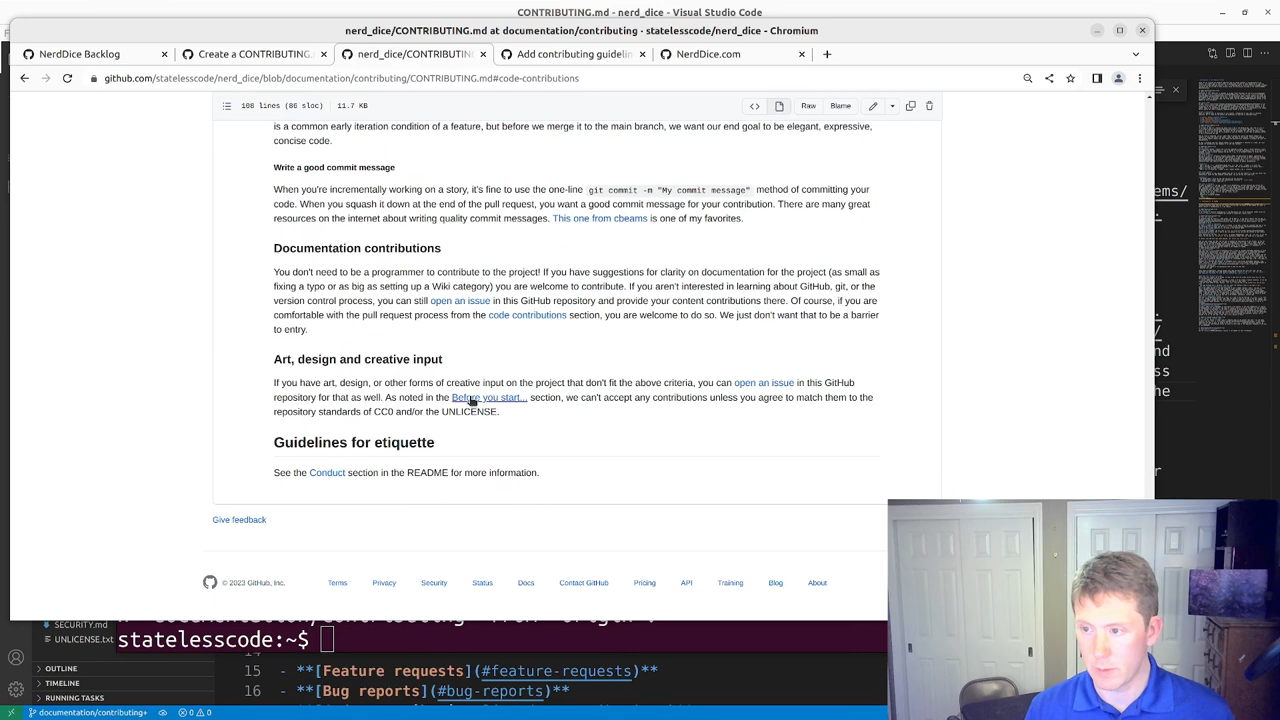 CONTRIBUTING.md - nerd_dice - Visual Studio Code
nerd_dice/CONTRIBUTING.md at documentation/contributing · statelesscode/nerd_dice - Chromium
NerdDice Backlog
Create a CONTRIBUTING.
nerd_dice/CONTRIBUTIN
Add contributing guidelin
NerdDice.com
github.com/statelesscode/nerd_dice/blob/documentation/contributing/CONTRIBUTING.md#code-contributions
108 lines (86 sloc) 11.7 KB
Raw
Blame
is a common early iteration condition of a feature, but before we merge it to the main branch, we want our end goal to be elegant, expressive,
concise code.
Write a good commit message
When you're incrementally working on a story, it's fine to use the one-line git commit -m "My commit message" method of committing your
code. When you squash it down at the end of the pull request, you want a good commit message for your contribution. There are many great
resources on the internet about writing quality commit messages. This one from cbeams is one of my favorites.
Documentation contributions
You don't need to be a programmer to contribute to the project! If you have suggestions for clarity on documentation for the project (as small as
fixing a typo or as big as setting up a Wiki category) you are welcome to contribute. If you aren't interested in learning about GitHub, git, or the
version control process, you can still open an issue in this GitHub repository and provide your content contributions there. Of course, if you are
comfortable with the pull request process from the code contributions section, you are welcome to do so. We just don't want that to be a barrier
to entry.
Art, design and creative input
If you have art, design, or other forms of creative input on the project that don't fit the above criteria, you can open an issue in this GitHub
repository for that as well. As noted in the Before you start... section, we can't accept any contributions unless you agree to match them to the
repository standards of CC0 and/or the UNLICENSE.
Guidelines for etiquette
See the Conduct section in the README for more information.
Give feedback
© 2023 GitHub, Inc.
Terms
Privacy
Security
Status
Docs
Contact GitHub
Pricing
API
Training
Blog
About
ems/
/
nd
ss
r
SECURITY.md
UNLICENSE.txt
statelesscode:~$
15 - **[Feature requests](#feature-requests)**
16 - **[Bug reports](#bug-reports)**
OUTLINE
TIMELINE
RUNNING TASKS
documentation/contributing+
0 0